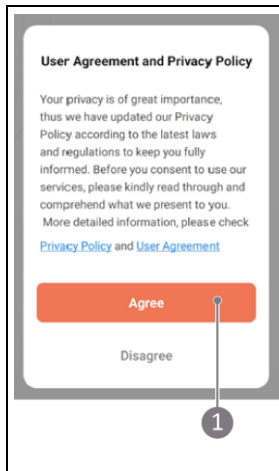 User Agreement and Privacy Policy
Your privacy is of great importance,
thus we have updated our Privacy
Policy according to the latest laws
and regulations to keep you fully
informed. Before you consent to use our
services, please kindly read through and
comprehend what we present to you.
More detailed information, please check
Privacy Policy and User Agreement
Agree
Disagree
1